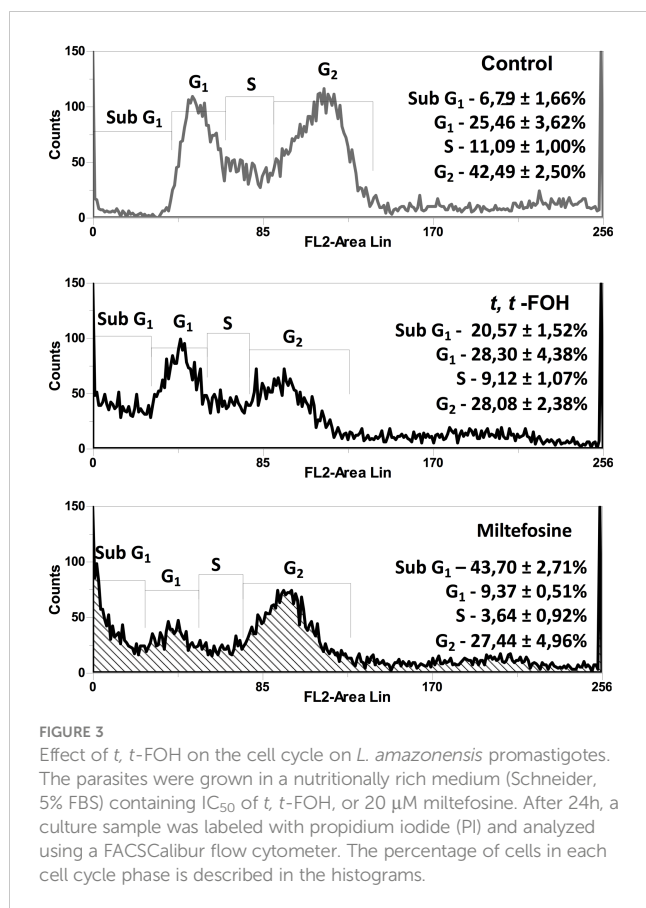 150
Control
G₁
S
G₂
Sub G₁
Sub G₁ - 6,79 ± 1,66%
G₁ - 25,46 ± 3,62%
S - 11,09 ± 1,00%
G₂ - 42,49 ± 2,50%
100
Counts
50
0
0 85 170 256
FL2-Area Lin
150
t, t -FOH
Sub G₁
G₁
S
G₂
Sub G₁ - 20,57 ± 1,52%
G₁ - 28,30 ± 4,38%
S - 9,12 ± 1,07%
G₂ - 28,08 ± 2,38%
100
Counts
50
0
0 85 170 256
FL2-Area Lin
150
Miltefosine
Sub G₁
G₁
S
G₂
Sub G₁ – 43,70 ± 2,71%
G₁ - 9,37 ± 0,51%
S - 3,64 ± 0,92%
G₂ - 27,44 ± 4,96%
100
Counts
50
0
0 85 170 256
FL2-Area Lin
FIGURE 3
Effect of t, t-FOH on the cell cycle on L. amazonensis promastigotes.
The parasites were grown in a nutritionally rich medium (Schneider,
5% FBS) containing IC₅₀ of t, t-FOH, or 20 μM miltefosine. After 24h, a
culture sample was labeled with propidium iodide (PI) and analyzed
using a FACSCalibur flow cytometer. The percentage of cells in each
cell cycle phase is described in the histograms.